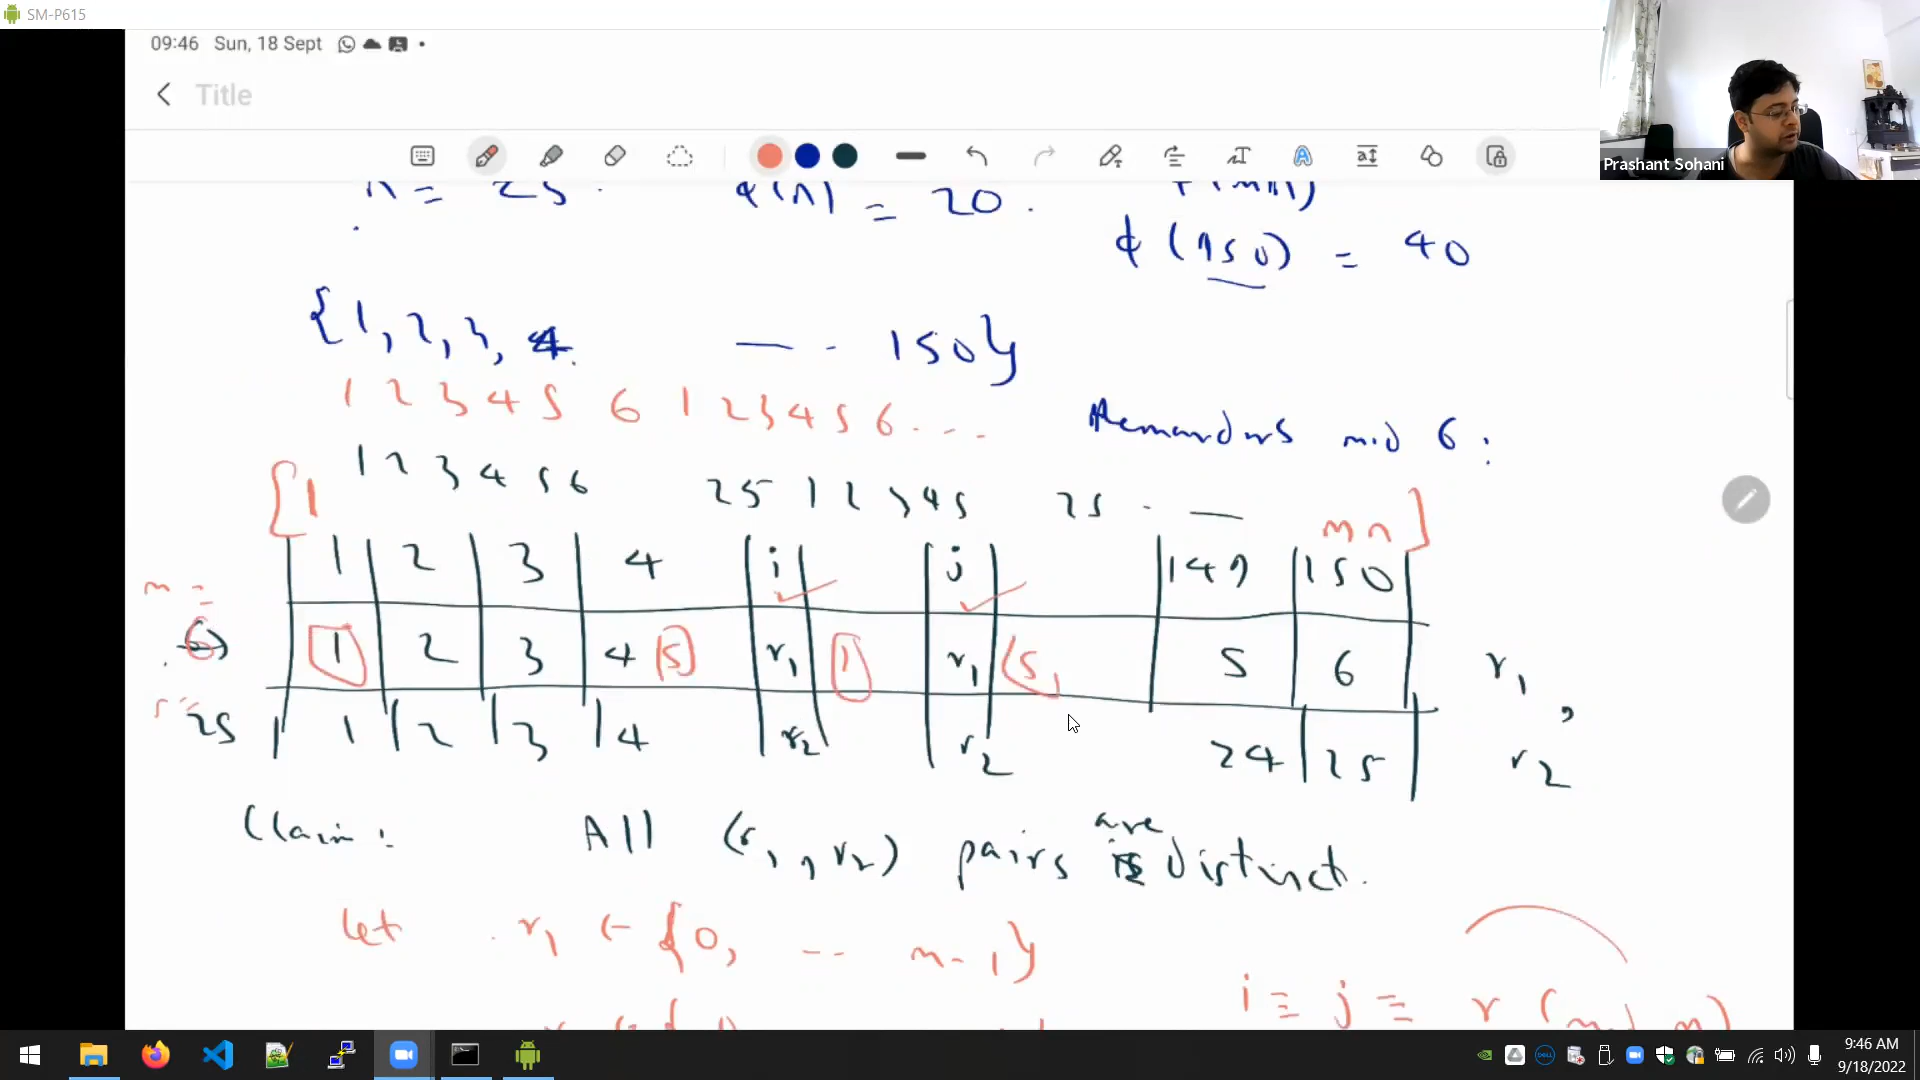 SM-P615
09:46 Sun, 18 Sept
Title
Prashant Sohani
n = 25. φ(n) = 20. φ(mn)
φ(150) = 40
{1, 2, 3, 4 — - 150}
1 2 3 4 5 6 1 2 3 4 5 6 . - - -
Remainders mod 6 :
[1 1 2 3 4 5 6 25 1 2 3 4 5 25 - — mn]
1 2 3 4 i j 149 150
m = 6 1 2 3 4 5 r₁ 1 r₁ 5, 5 6 r₁ ,
25 1 2 3 4 r₂ r₂ 24 25 r₂
Claim: All (r₁, r₂) pairs are distinct.
Let r₁ ← {0, -- m-1}
i ≡ j ≡ r (mod m)
9:46 AM
9/18/2022